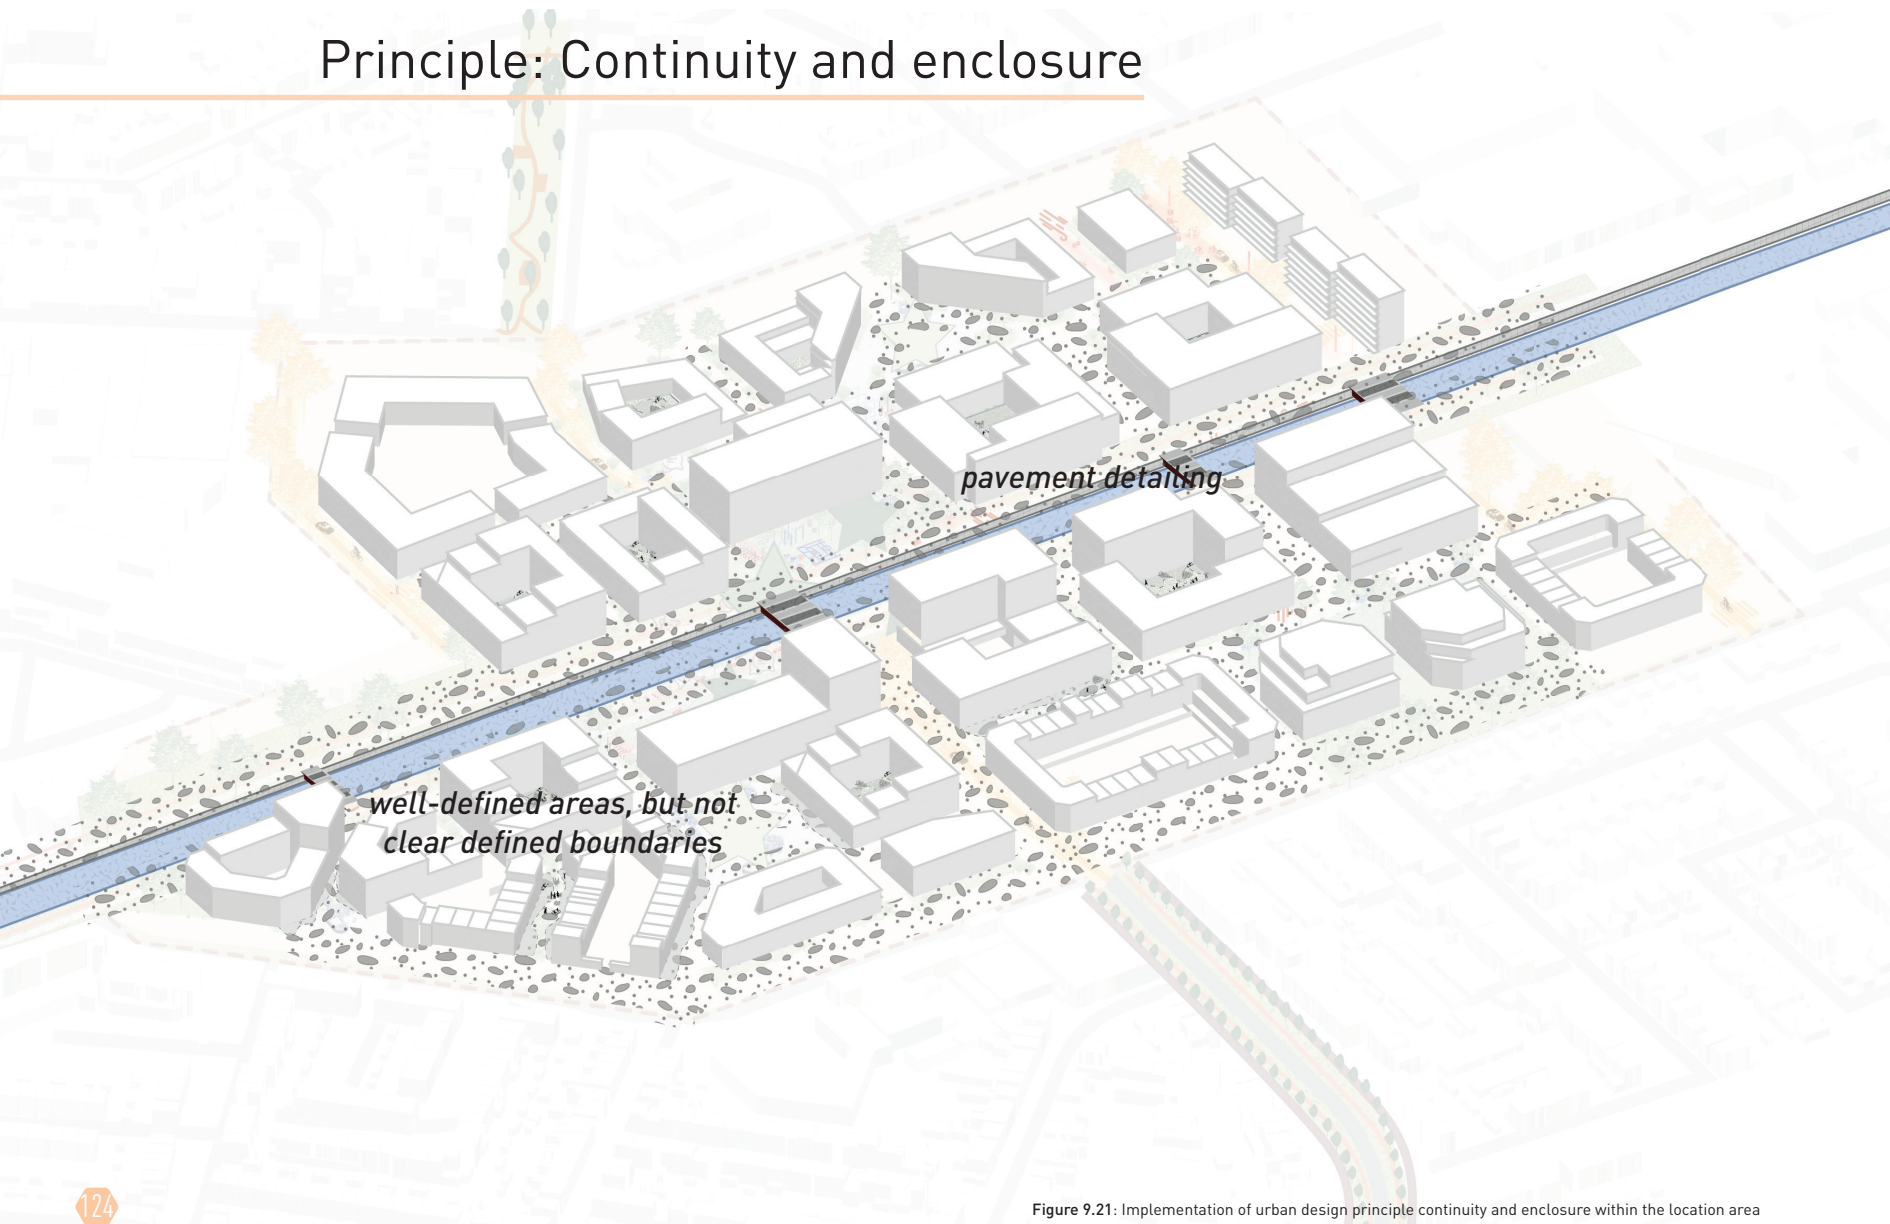 Principle: Continuity and enclosure
pavement detailing
well-defined areas, but not
clear defined boundaries
124
Figure 9.21: Implementation of urban design principle continuity and enclosure within the location area